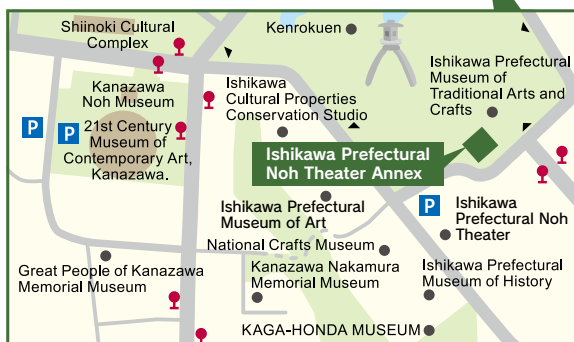 Shiinoki Cultural
Complex
Kenrokuen
Ishikawa Prefectural
Museum of
Traditional Arts and
Crafts
Kanazawa
Noh Museum
Ishikawa
Cultural Properties
Conservation Studio
P
P
21st Century
Museum of
Contemporary Art,
Kanazawa.
Ishikawa Prefectural
Noh Theater Annex
Ishikawa Prefectural
Museum of Art
P
Ishikawa
Prefectural Noh
Theater
National Crafts Museum
Great People of Kanazawa
Memorial Museum
Kanazawa Nakamura
Memorial Museum
Ishikawa Prefectural
Museum of History
KAGA-HONDA MUSEUM